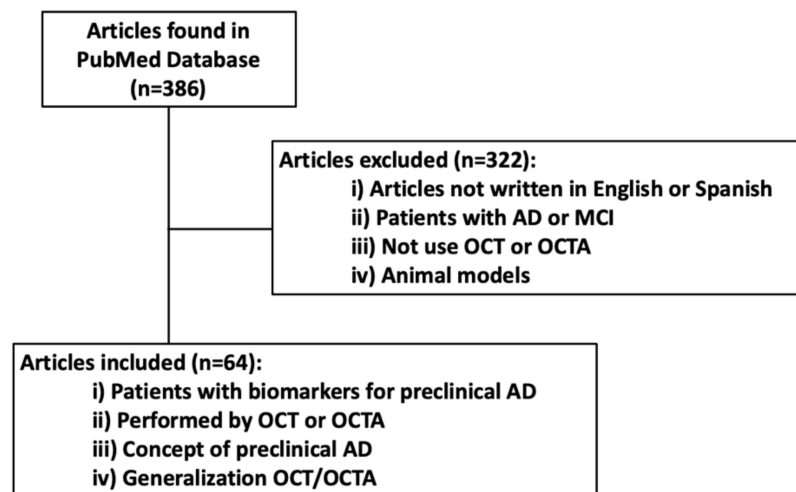 Articles found in
PubMed Database
(n=386)
Articles excluded (n=322):
i) Articles not written in English or Spanish
ii) Patients with AD or MCI
iii) Not use OCT or OCTA
iv) Animal models
Articles included (n=64):
i) Patients with biomarkers for preclinical AD
ii) Performed by OCT or OCTA
iii) Concept of preclinical AD
iv) Generalization OCT/OCTA